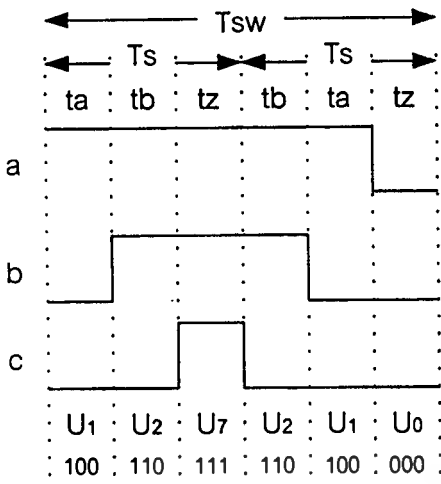 Tsw
Ts Ts
ta tb tz tb ta tz
a
b
c
U1 U2 U7 U2 U1 U0
100 110 111 110 100 000